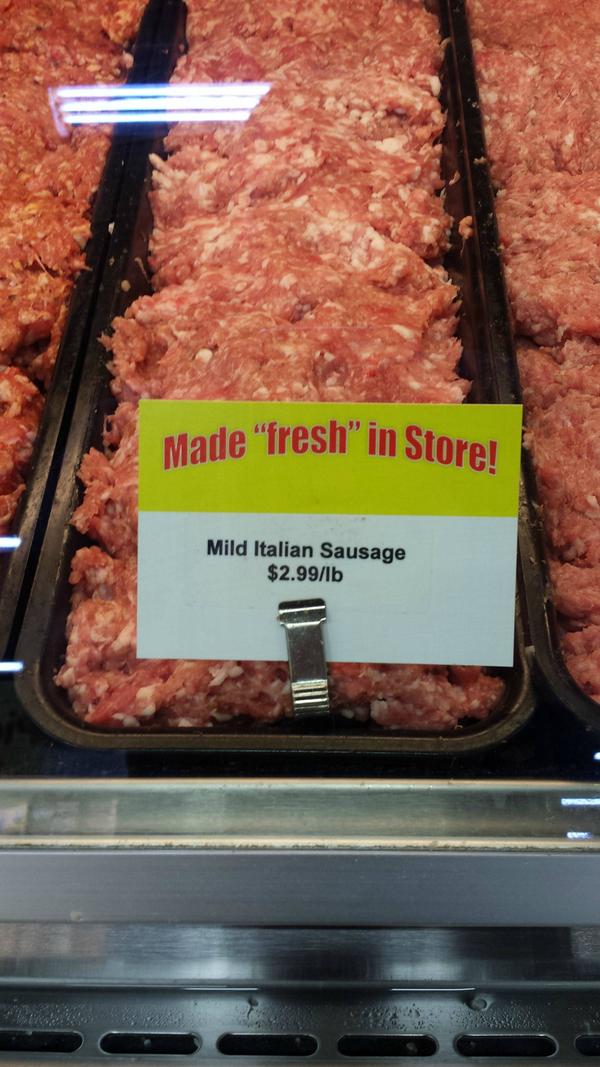 Made “fresh” in Store!
Mild Italian Sausage
$2.99/lb